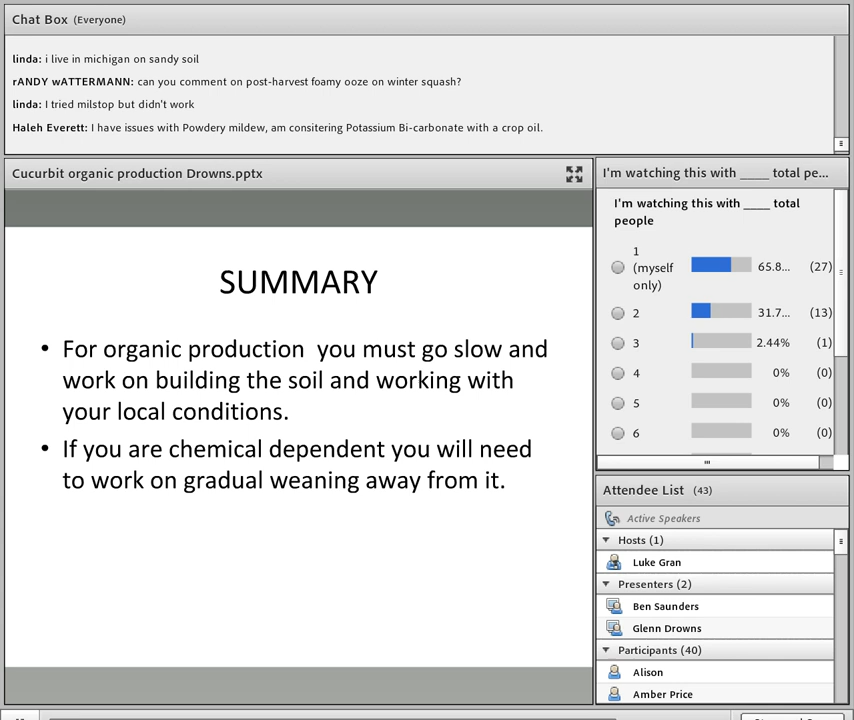 Chat Box (Everyone)
linda: i live in michigan on sandy soil
rANDY wATTERMANN: can you comment on post-harvest foamy ooze on winter squash?
linda: I tried milstop but didn't work
Haleh Everett: I have issues with Powdery mildew, am consitering Potassium Bi-carbonate with a crop oil.
Cucurbit organic production Drowns.pptx
SUMMARY
• For organic production you must go slow and
work on building the soil and working with
your local conditions.
• If you are chemical dependent you will need
to work on gradual weaning away from it.
I'm watching this with ____ total pe...
I'm watching this with ____ total
people
1
(myself
only)
65.8... (27)
2 31.7... (13)
3 2.44% (1)
4 0% (0)
5 0% (0)
6 0% (0)
Attendee List (43)
Active Speakers
Hosts (1)
Luke Gran
Presenters (2)
Ben Saunders
Glenn Drowns
Participants (40)
Alison
Amber Price